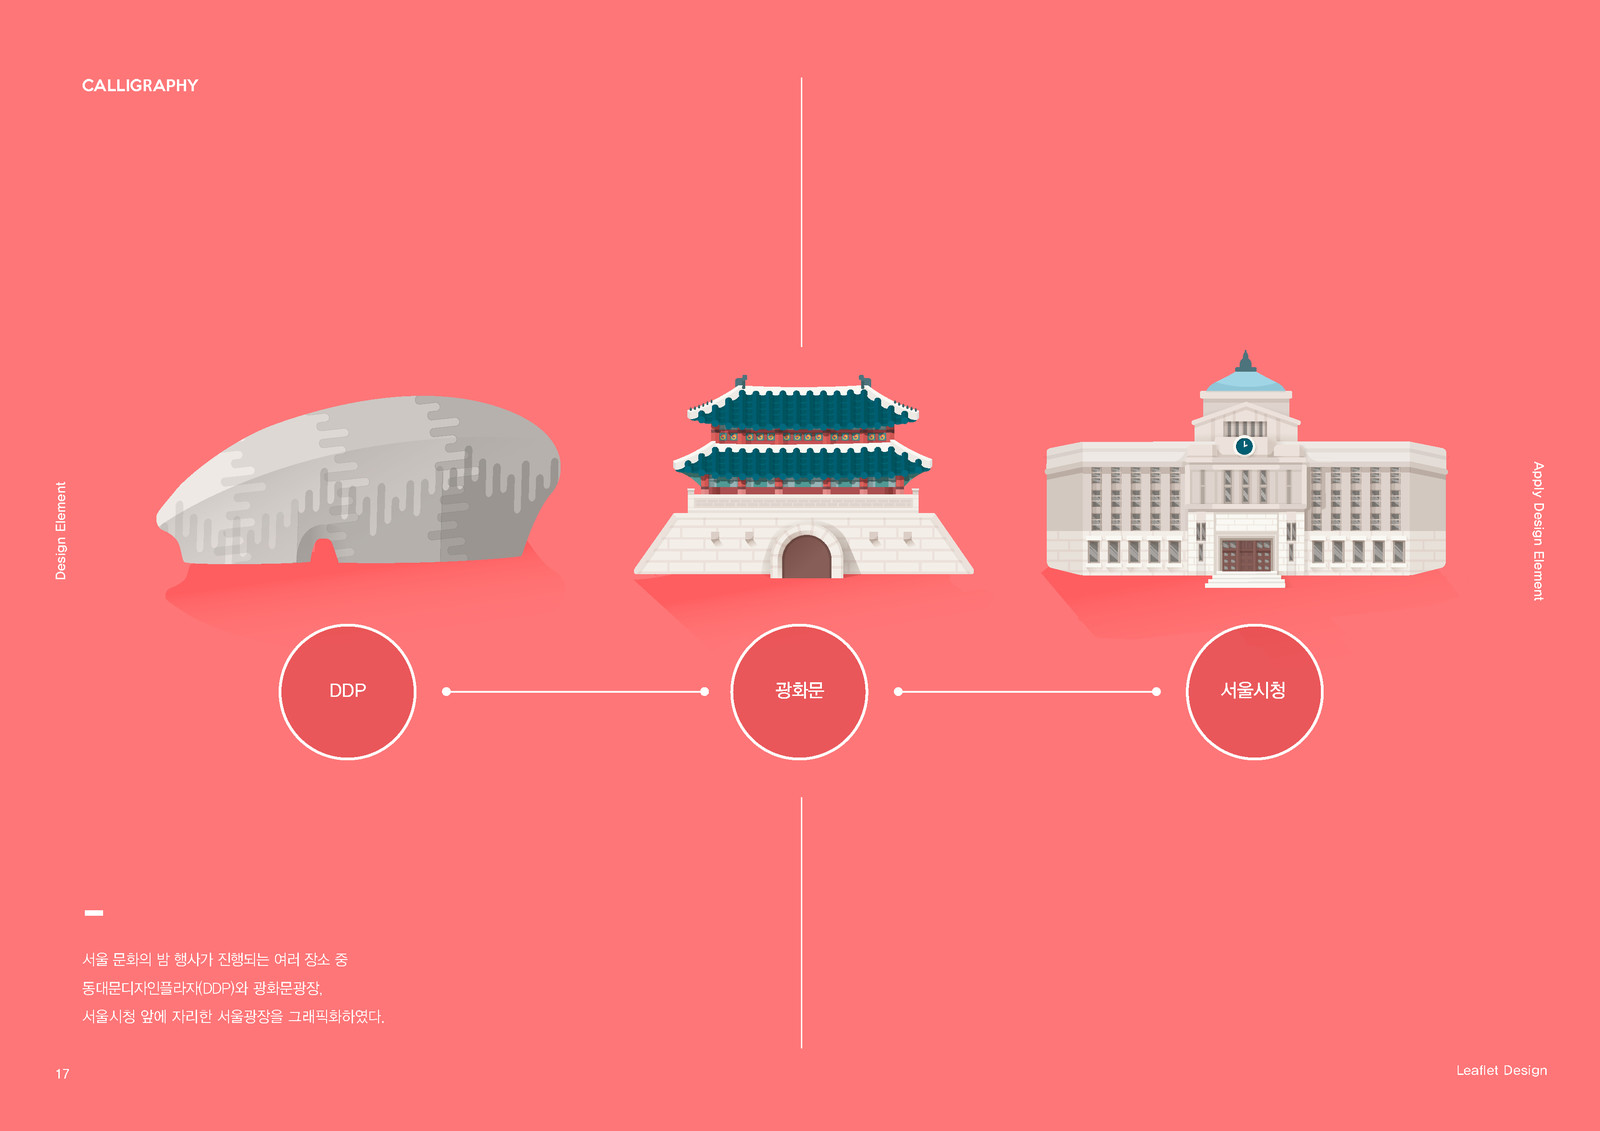 CALLIGRAPHY
Design Element
Apply Design Element
DDP
광화문
서울시청
서울 문화의 밤 행사가 진행되는 여러 장소 중
동대문디자인플라자(DDP)와 광화문광장,
서울시청 앞에 자리한 서울광장을 그래픽화하였다.
17
Leaflet Design